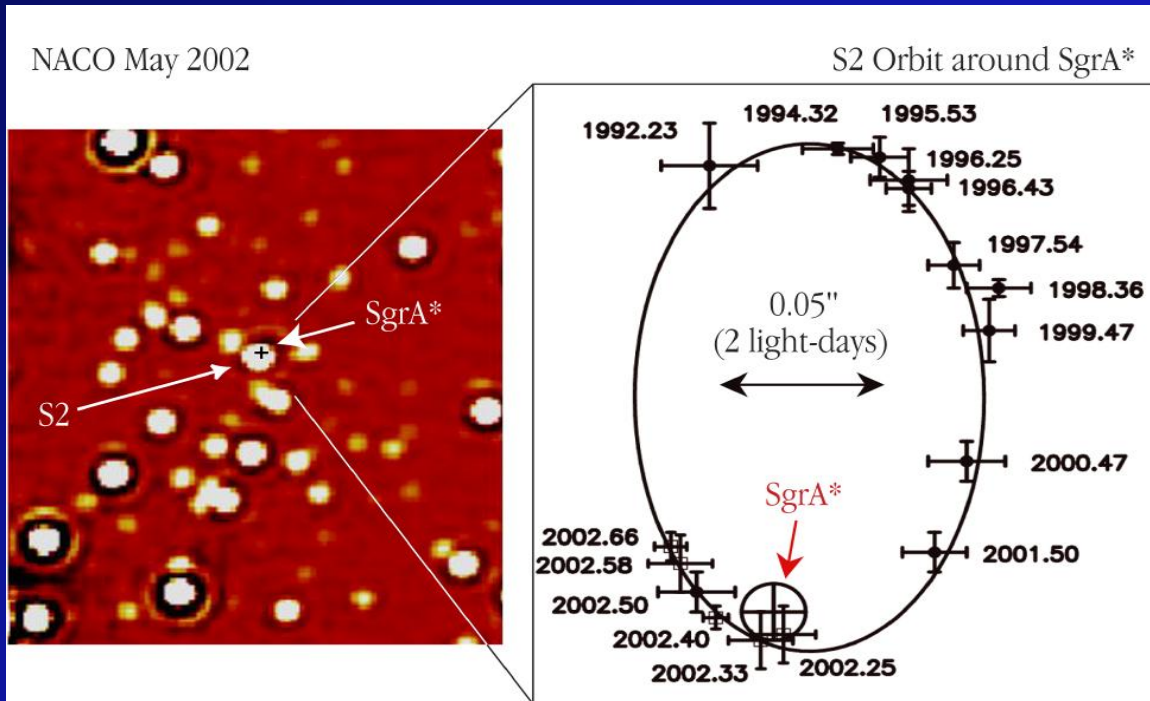 NACO May 2002
S2 Orbit around SgrA*
SgrA*
S2
1992.23
1994.32
1995.53
1996.25
1996.43
1997.54
1998.36
1999.47
0.05"
(2 light-days)
2000.47
SgrA*
2001.50
2002.66
2002.58
2002.50
2002.40
2002.33
2002.25